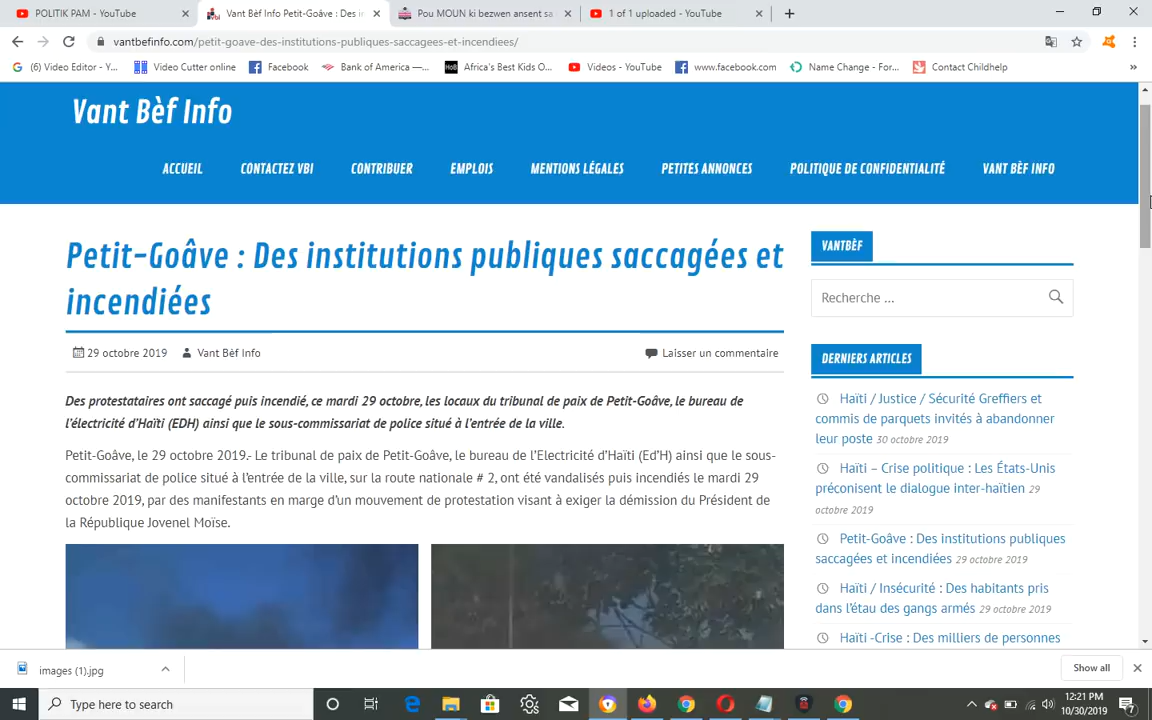 POLITIK PAM - YouTube
Vant Bèf Info Petit-Goâve : Des i
Pou MOUN ki bezwen ansent sa
1 of 1 uploaded - YouTube
vantbefinfo.com/petit-goave-des-institutions-publiques-saccagees-et-incendiees/
(6) Video Editor - Y...
Video Cutter online
Facebook
Bank of America —...
Africa's Best Kids O...
Videos - YouTube
www.facebook.com
Name Change - For...
Contact Childhelp
»
Vant Bèf Info
ACCUEIL
CONTACTEZ VBI
CONTRIBUER
EMPLOIS
MENTIONS LÉGALES
PETITES ANNONCES
POLITIQUE DE CONFIDENTIALITÉ
VANT BÈF INFO
Petit-Goâve : Des institutions publiques saccagées et
incendiées
29 octobre 2019
Vant Bèf Info
Laisser un commentaire
Des protestataires ont saccagé puis incendié, ce mardi 29 octobre, les locaux du tribunal de paix de Petit-Goâve, le bureau de
l'électricité d'Haïti (EDH) ainsi que le sous-commissariat de police situé à l'entrée de la ville.
Petit-Goâve, le 29 octobre 2019.- Le tribunal de paix de Petit-Goâve, le bureau de l'Electricité d'Haïti (Ed'H) ainsi que le sous-
commissariat de police situé à l'entrée de la ville, sur la route nationale # 2, ont été vandalisés puis incendiés le mardi 29
octobre 2019, par des manifestants en marge d'un mouvement de protestation visant à exiger la démission du Président de
la République Jovenel Moïse.
VANTBÈF
Recherche ...
DERNIERS ARTICLES
Haïti / Justice / Sécurité Greffiers et
commis de parquets invités à abandonner
leur poste 30 octobre 2019
Haïti – Crise politique : Les États-Unis
préconisent le dialogue inter-haïtien 29
octobre 2019
Petit-Goâve : Des institutions publiques
saccagées et incendiées 29 octobre 2019
Haïti / Insécurité : Des habitants pris
dans l'étau des gangs armés 29 octobre 2019
Haïti -Crise : Des milliers de personnes
images (1).jpg
Show all
Type here to search
12:21 PM
10/30/2019
7